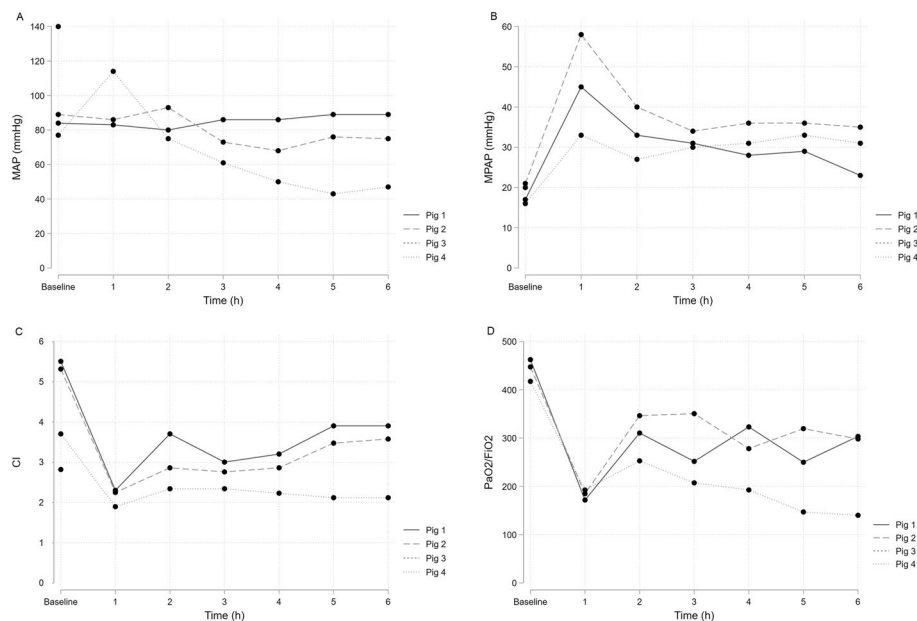 A
140
120
100
80
60
40
20
0
MAP (mmHg)
Baseline 1 2 3 4 5 6
Time (h)
Pig 1
Pig 2
Pig 3
Pig 4
B
60
50
40
30
20
10
0
MPAP (mmHg)
Baseline 1 2 3 4 5 6
Time (h)
Pig 1
Pig 2
Pig 3
Pig 4
C
6
5
4
3
2
1
0
CI
Baseline 1 2 3 4 5 6
Time (h)
Pig 1
Pig 2
Pig 3
Pig 4
D
500
400
300
200
100
0
PaO2/FiO2
Baseline 1 2 3 4 5 6
Time (h)
Pig 1
Pig 2
Pig 3
Pig 4